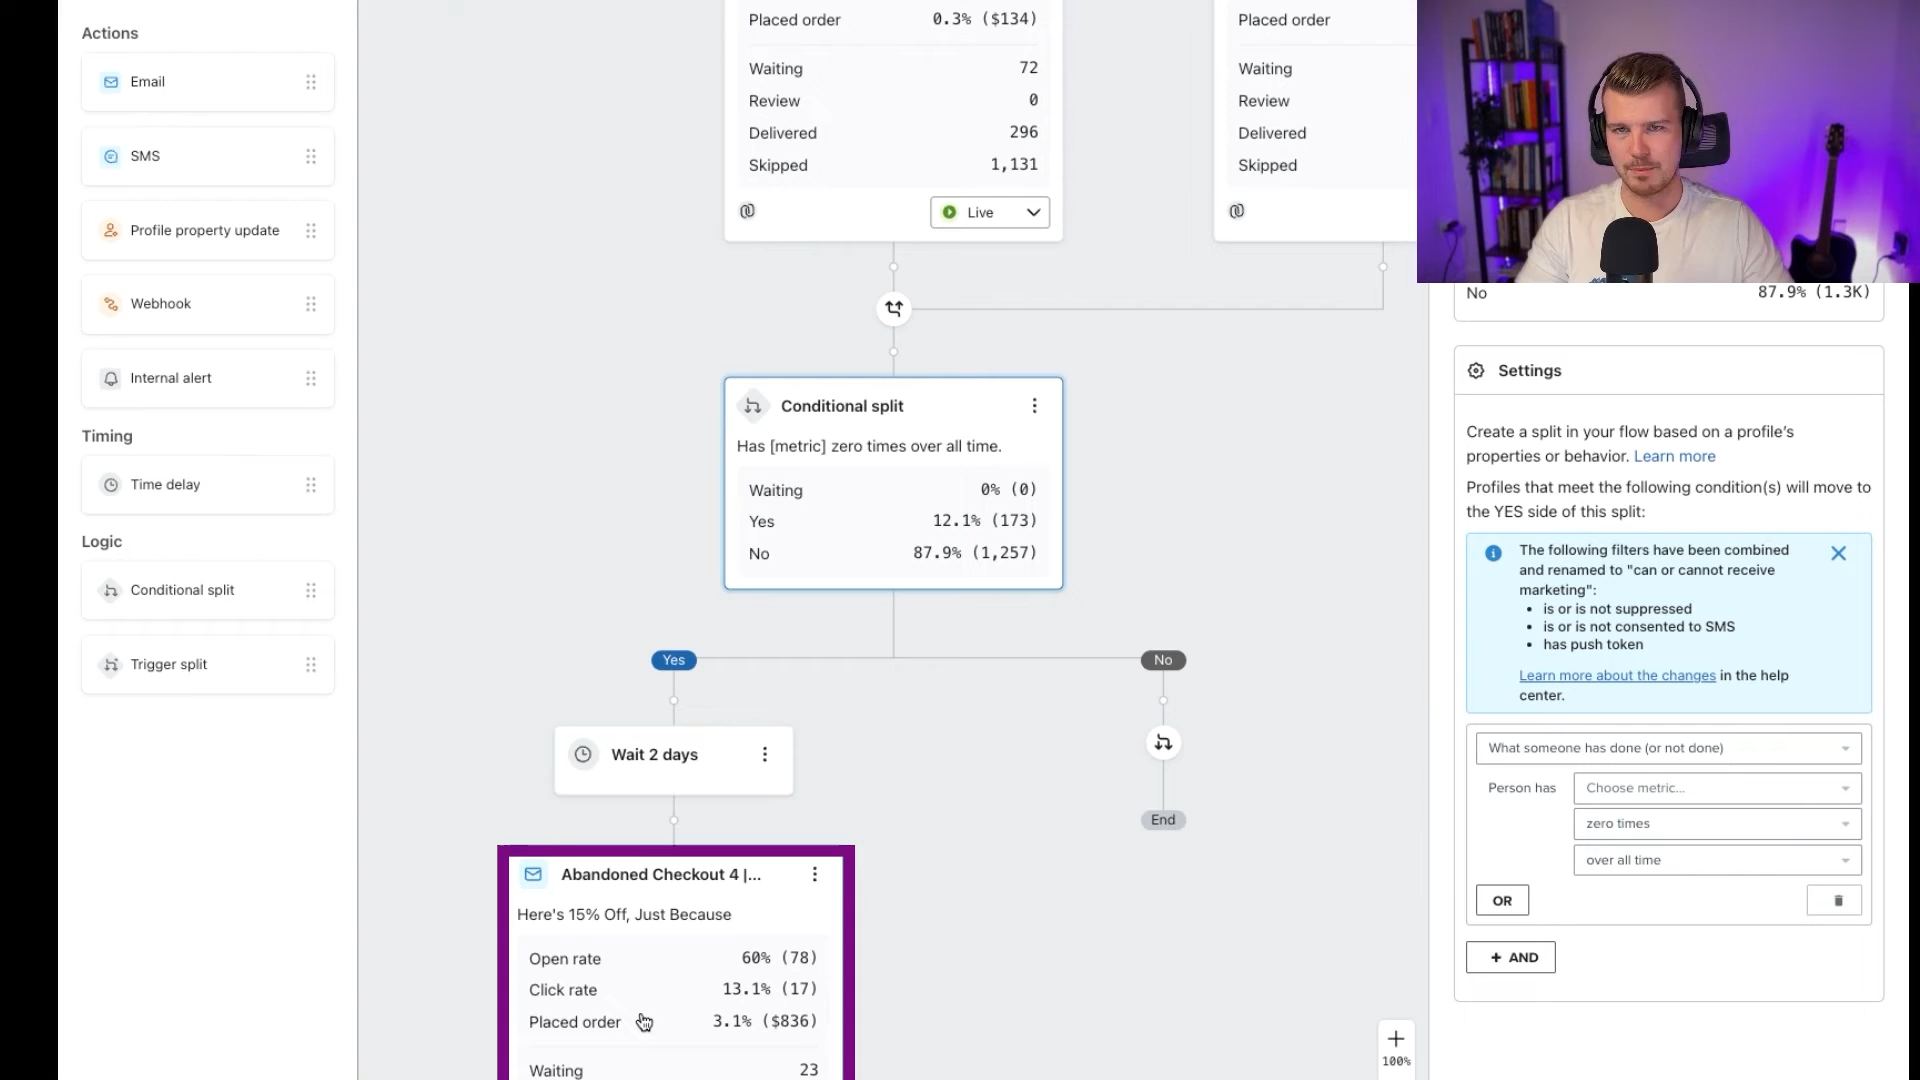 Actions
Email
SMS
Profile property update
Webhook
Internal alert
Timing
Time delay
Logic
Conditional split
Trigger split
Placed order 0.3% ($134)
Waiting 72
Review 0
Delivered 296
Skipped 1,131
Live
Placed order
Waiting
Review
Delivered
Skipped
Conditional split
Has [metric] zero times over all time.
Waiting 0% (0)
Yes 12.1% (173)
No 87.9% (1,257)
Yes
No
Wait 2 days
End
Abandoned Checkout 4 |...
Here's 15% Off, Just Because
Open rate 60% (78)
Click rate 13.1% (17)
Placed order 3.1% ($836)
Waiting 23
100%
No 87.9% (1.3K)
Settings
Create a split in your flow based on a profile's
properties or behavior. Learn more
Profiles that meet the following condition(s) will move to
the YES side of this split:
The following filters have been combined
and renamed to "can or cannot receive
marketing":
• is or is not suppressed
• is or is not consented to SMS
• has push token
Learn more about the changes in the help
center.
What someone has done (or not done)
Person has Choose metric...
zero times
over all time
OR
+ AND